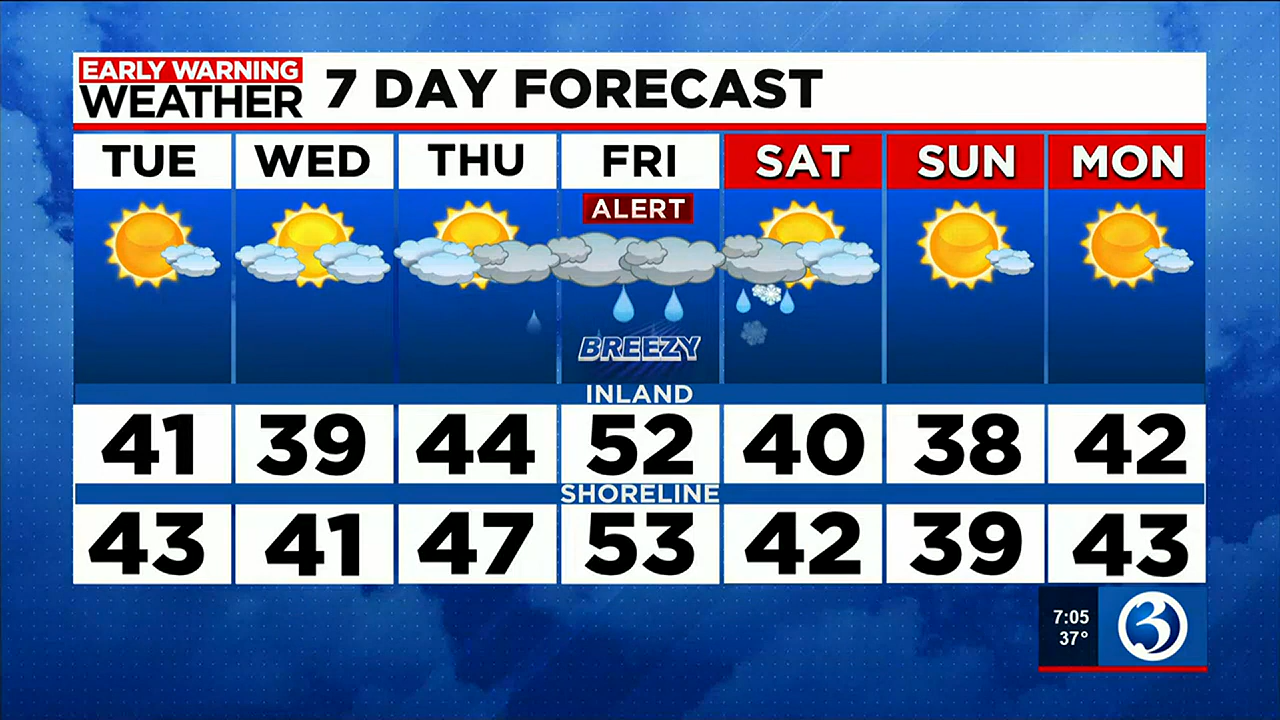 EARLY WARNING
WEATHER
7 DAY FORECAST
TUE WED THU FRI SAT SUN MON
ALERT
BREEZY
INLAND
41 39 44 52 40 38 42
SHORELINE
43 41 47 53 42 39 43
7:05
37°
3